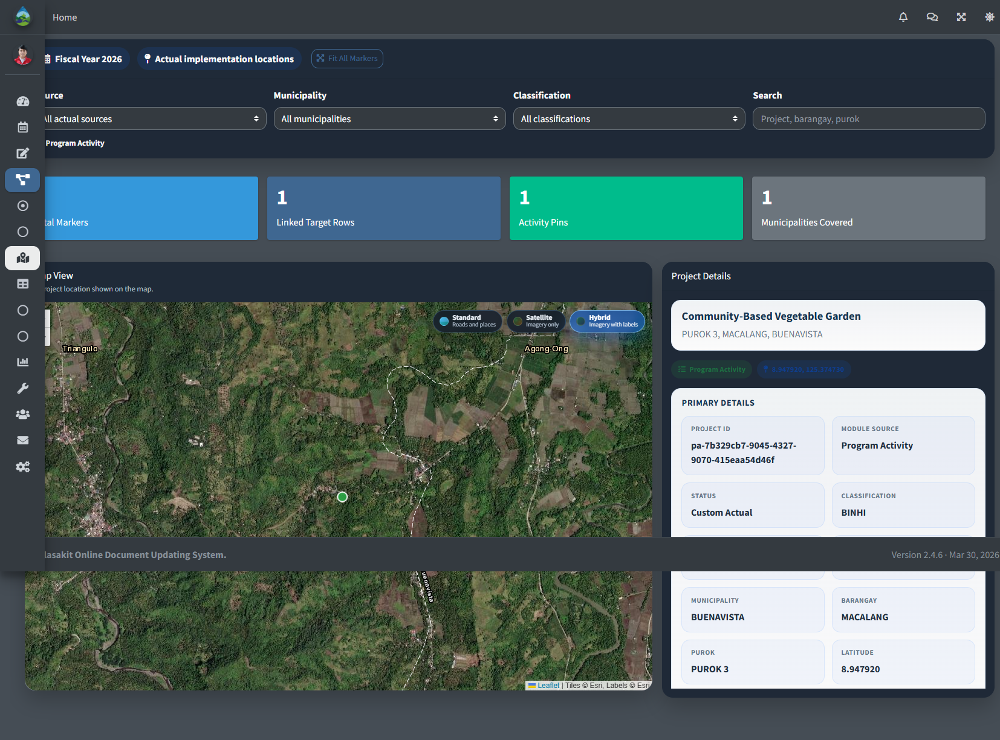 Home
Fiscal Year 2026
Actual implementation locations
Fit All Markers
urce
Municipality
Classification
Search
All actual sources
All municipalities
All classifications
Project, barangay, purok
Program Activity
tal Markers
1
Linked Target Rows
1
Activity Pins
1
Municipalities Covered
p View
roject location shown on the map.
Standard
Roads and places
Satellite
Imagery only
Hybrid
Imagery with labels
Triangulo
Agong-Ong
uenavista
Leaflet | Tiles © Esri, Labels © Esri
Project Details
Community-Based Vegetable Garden
PUROK 3, MACALANG, BUENAVISTA
Program Activity
8.947920, 125.374730
PRIMARY DETAILS
PROJECT ID
pa-7b329cb7-9045-4327-
9070-415eaa54d46f
MODULE SOURCE
Program Activity
STATUS
Custom Actual
CLASSIFICATION
BINHI
lasakit Online Document Updating System.
Version 2.4.6 · Mar 30, 2026
MUNICIPALITY
BUENAVISTA
BARANGAY
MACALANG
PUROK
PUROK 3
LATITUDE
8.947920